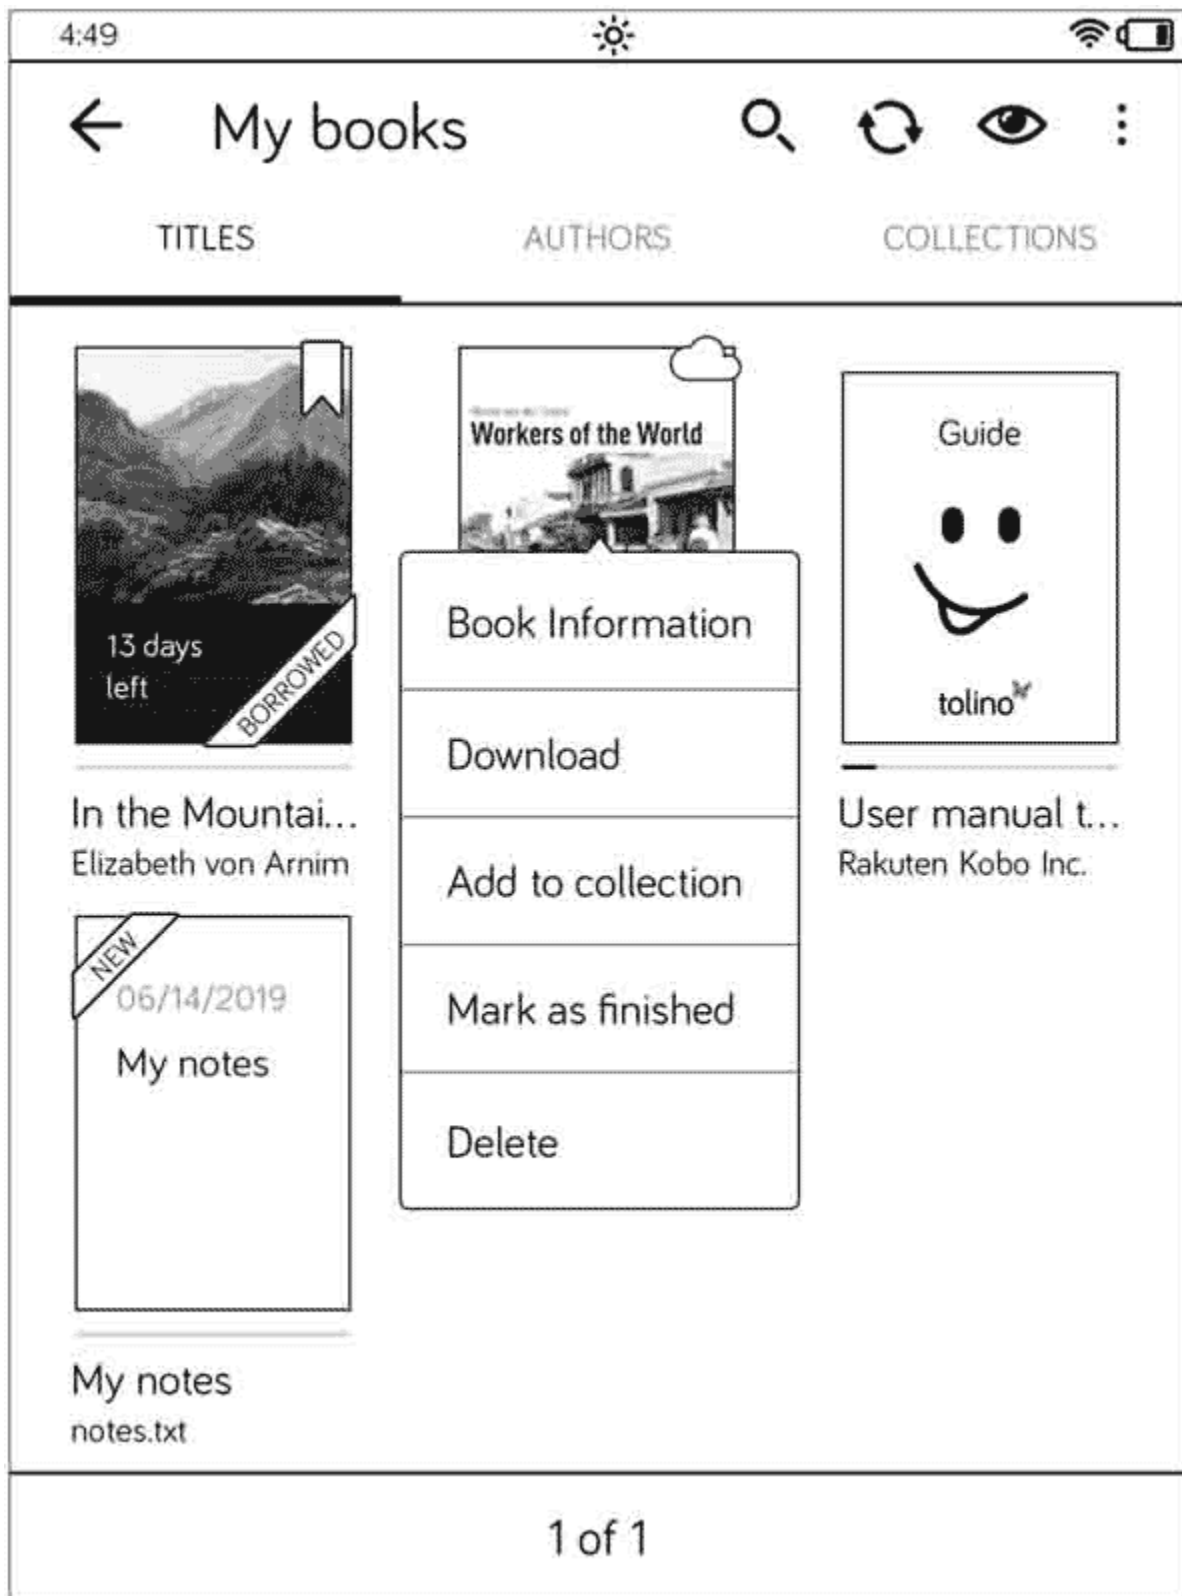 4:49
My books
TITLES
AUTHORS
COLLECTIONS
Workers of the World
Guide
tolino
13 days
left
BORROWED
In the Mountai...
Elizabeth von Arnim
User manual t...
Rakuten Kobo Inc.
Book Information
Download
Add to collection
Mark as finished
Delete
NEW
06/14/2019
My notes
My notes
notes.txt
1 of 1